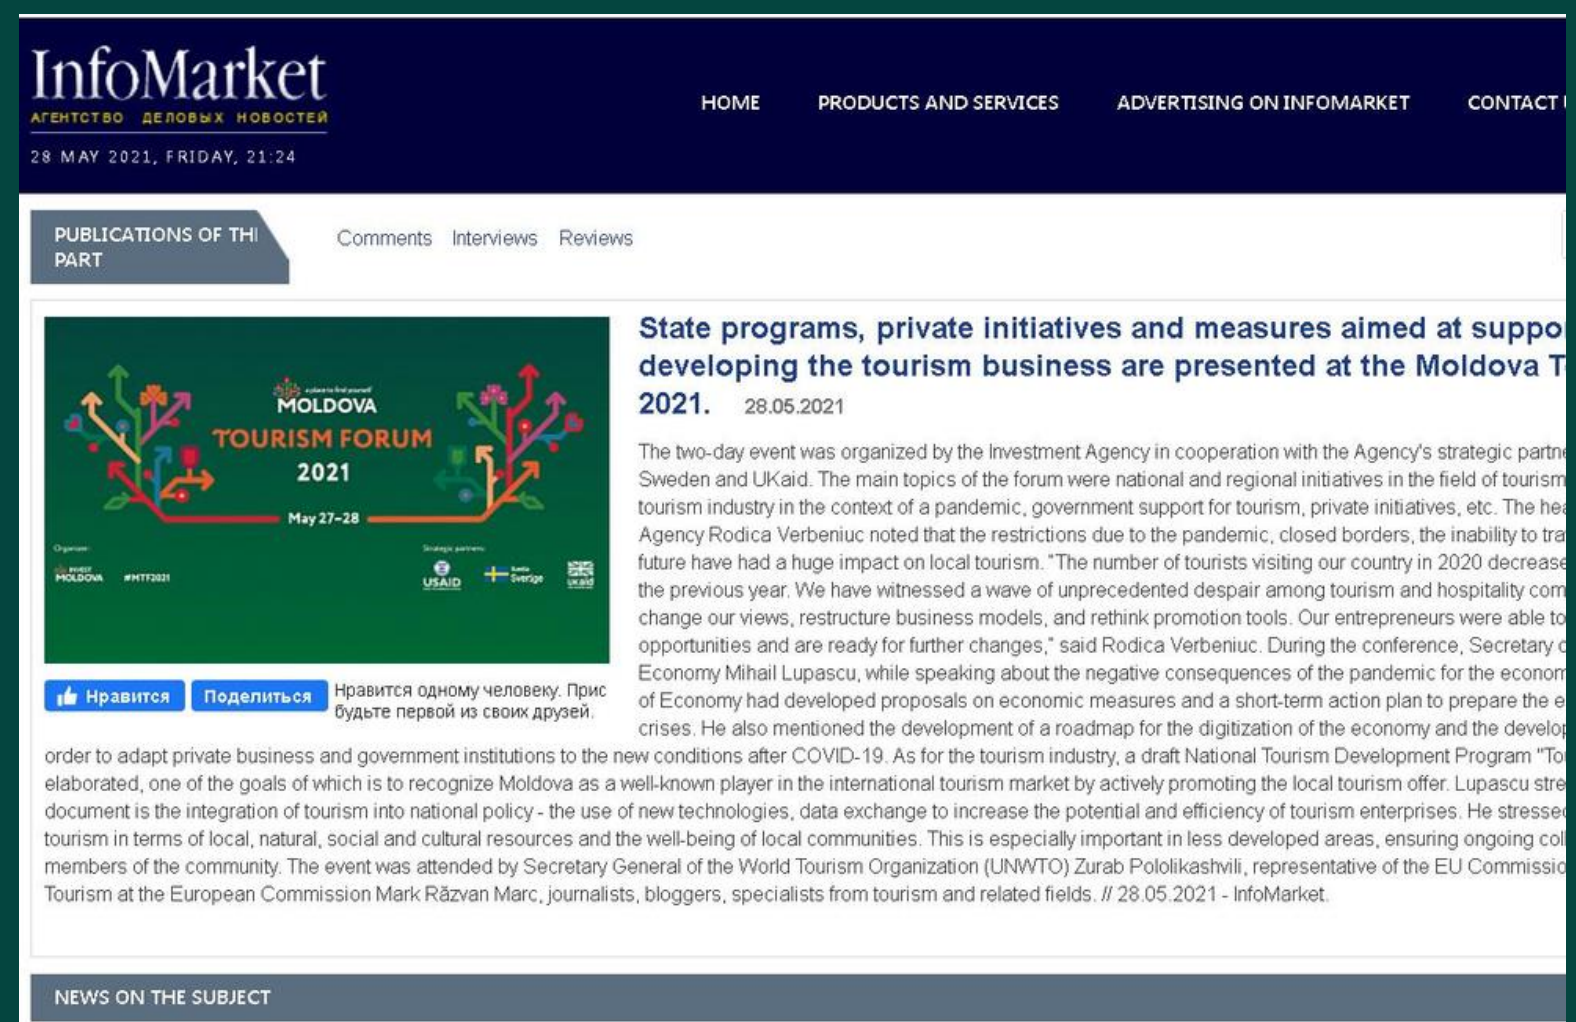 InfoMarket
АГЕНТСТВО ДЕЛОВЫХ НОВОСТЕЙ
28 MAY 2021, FRIDAY, 21:24
HOME PRODUCTS AND SERVICES ADVERTISING ON INFOMARKET CONTACT
PUBLICATIONS OF THI
PART
Comments Interviews Reviews
a place to find yourself
MOLDOVA
TOURISM FORUM
2021
May 27-28
Organizer:
Strategic partners:
INVEST
MOLDOVA
#MTF2021
USAID
Sverige
ukaid
Нравится Поделиться Нравится одному человеку. Прис
будьте первой из своих друзей.
State programs, private initiatives and measures aimed at suppo
developing the tourism business are presented at the Moldova T
2021. 28.05.2021
The two-day event was organized by the Investment Agency in cooperation with the Agency's strategic partne
Sweden and UKaid. The main topics of the forum were national and regional initiatives in the field of tourism
tourism industry in the context of a pandemic, government support for tourism, private initiatives, etc. The hea
Agency Rodica Verbeniuc noted that the restrictions due to the pandemic, closed borders, the inability to tra
future have had a huge impact on local tourism. "The number of tourists visiting our country in 2020 decrease
the previous year. We have witnessed a wave of unprecedented despair among tourism and hospitality com
change our views, restructure business models, and rethink promotion tools. Our entrepreneurs were able to
opportunities and are ready for further changes," said Rodica Verbeniuc. During the conference, Secretary o
Economy Mihail Lupascu, while speaking about the negative consequences of the pandemic for the econom
of Economy had developed proposals on economic measures and a short-term action plan to prepare the e
crises. He also mentioned the development of a roadmap for the digitization of the economy and the develop
order to adapt private business and government institutions to the new conditions after COVID-19. As for the tourism industry, a draft National Tourism Development Program "To
elaborated, one of the goals of which is to recognize Moldova as a well-known player in the international tourism market by actively promoting the local tourism offer. Lupascu stre
document is the integration of tourism into national policy - the use of new technologies, data exchange to increase the potential and efficiency of tourism enterprises. He stressed
tourism in terms of local, natural, social and cultural resources and the well-being of local communities. This is especially important in less developed areas, ensuring ongoing coll
members of the community. The event was attended by Secretary General of the World Tourism Organization (UNWTO) Zurab Pololikashvili, representative of the EU Commissio
Tourism at the European Commission Mark Răzvan Marc, journalists, bloggers, specialists from tourism and related fields. // 28.05.2021 - InfoMarket.
NEWS ON THE SUBJECT